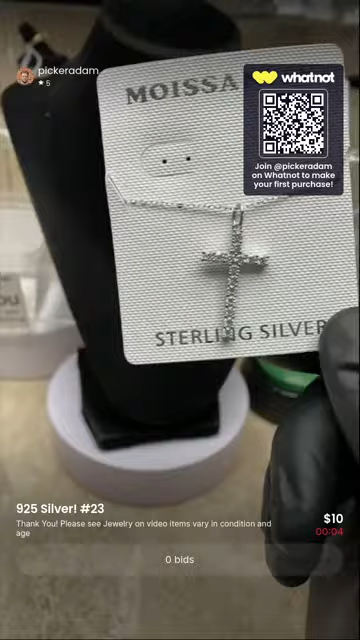 pickeradam
★ 5
MOISSA
whatnot
Join @pickeradam
on Whatnot to make
your first purchase!
STERLING SILVER
ou
925 Silver! #23
$10
Thank You! Please see Jewelry on video items vary in condition and
age
00:04
0 bids